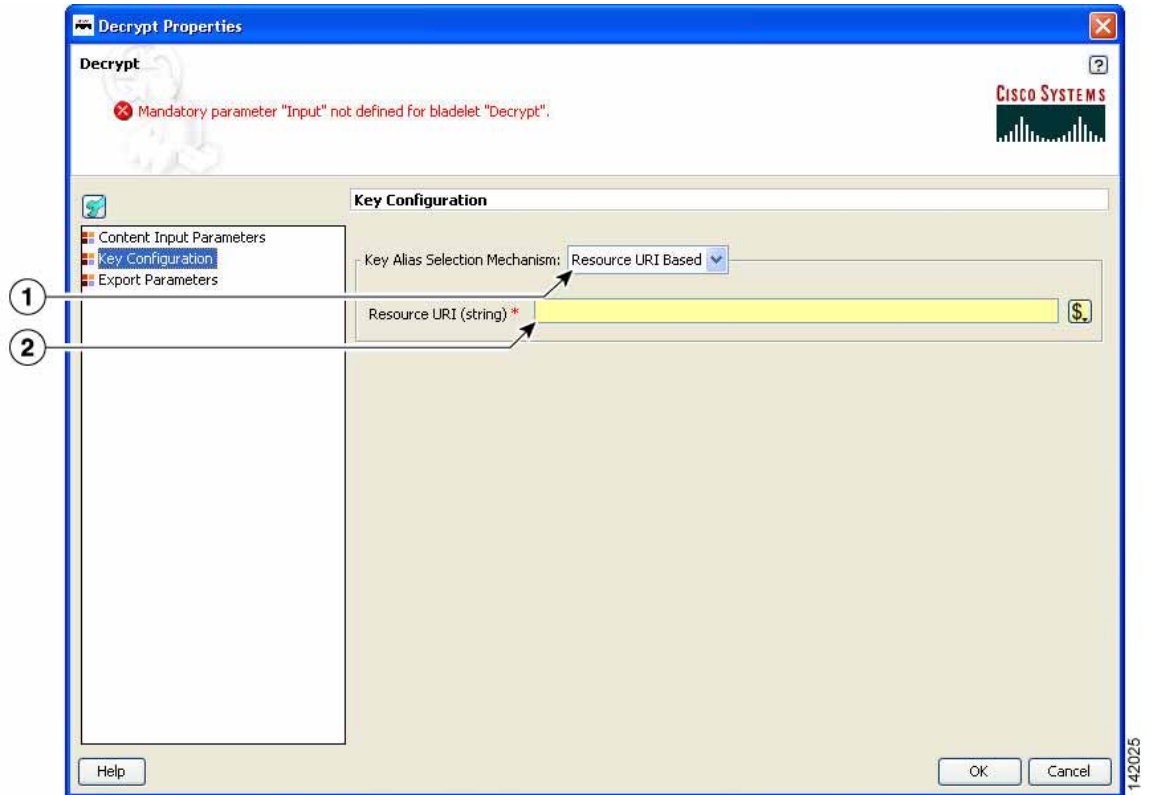 Decrypt Properties
Decrypt
?
Mandatory parameter "Input" not defined for bladelet "Decrypt".
CISCO SYSTEMS
Key Configuration
Content Input Parameters
Key Configuration
Export Parameters
Key Alias Selection Mechanism: Resource URI Based
1
Resource URI (string) *
$
2
Help
OK
Cancel
142025